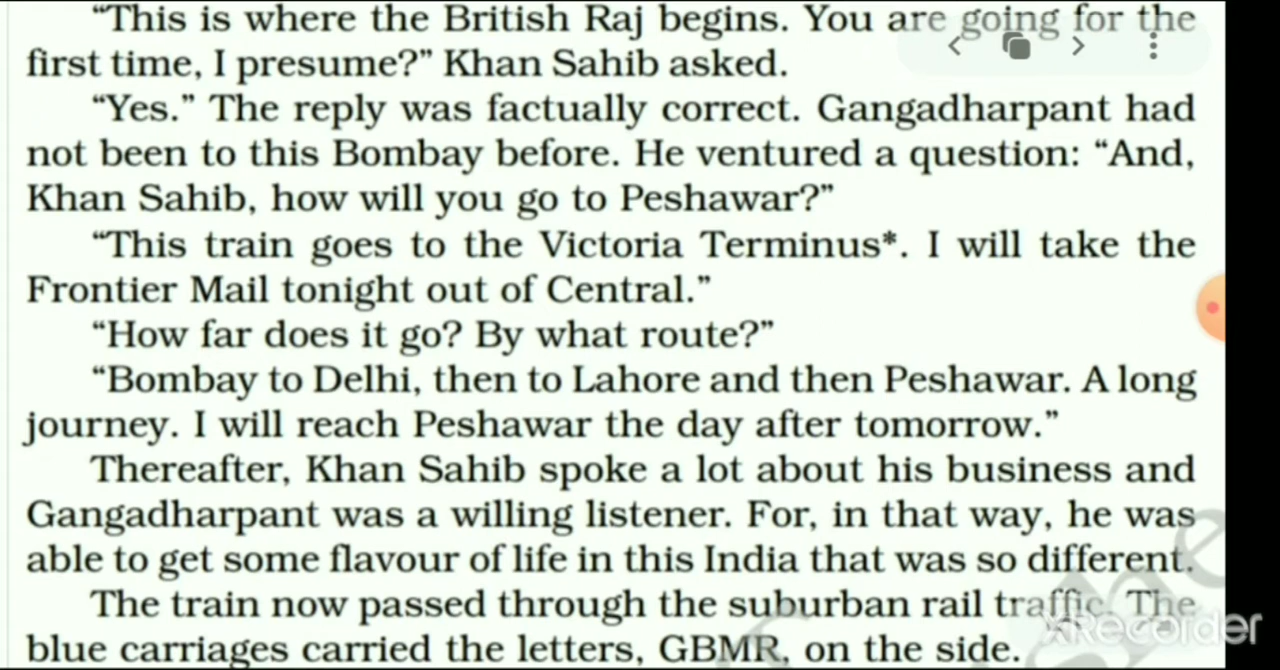 “This is where the British Raj begins. You are going for the
first time, I presume?” Khan Sahib asked.
“Yes.” The reply was factually correct. Gangadharpant had
not been to this Bombay before. He ventured a question: “And,
Khan Sahib, how will you go to Peshawar?”
“This train goes to the Victoria Terminus*. I will take the
Frontier Mail tonight out of Central.”
“How far does it go? By what route?”
“Bombay to Delhi, then to Lahore and then Peshawar. A long
journey. I will reach Peshawar the day after tomorrow.”
Thereafter, Khan Sahib spoke a lot about his business and
Gangadharpant was a willing listener. For, in that way, he was
able to get some flavour of life in this India that was so different.
The train now passed through the suburban rail traffic. The
blue carriages carried the letters, GBMR, on the side.
XRecorder